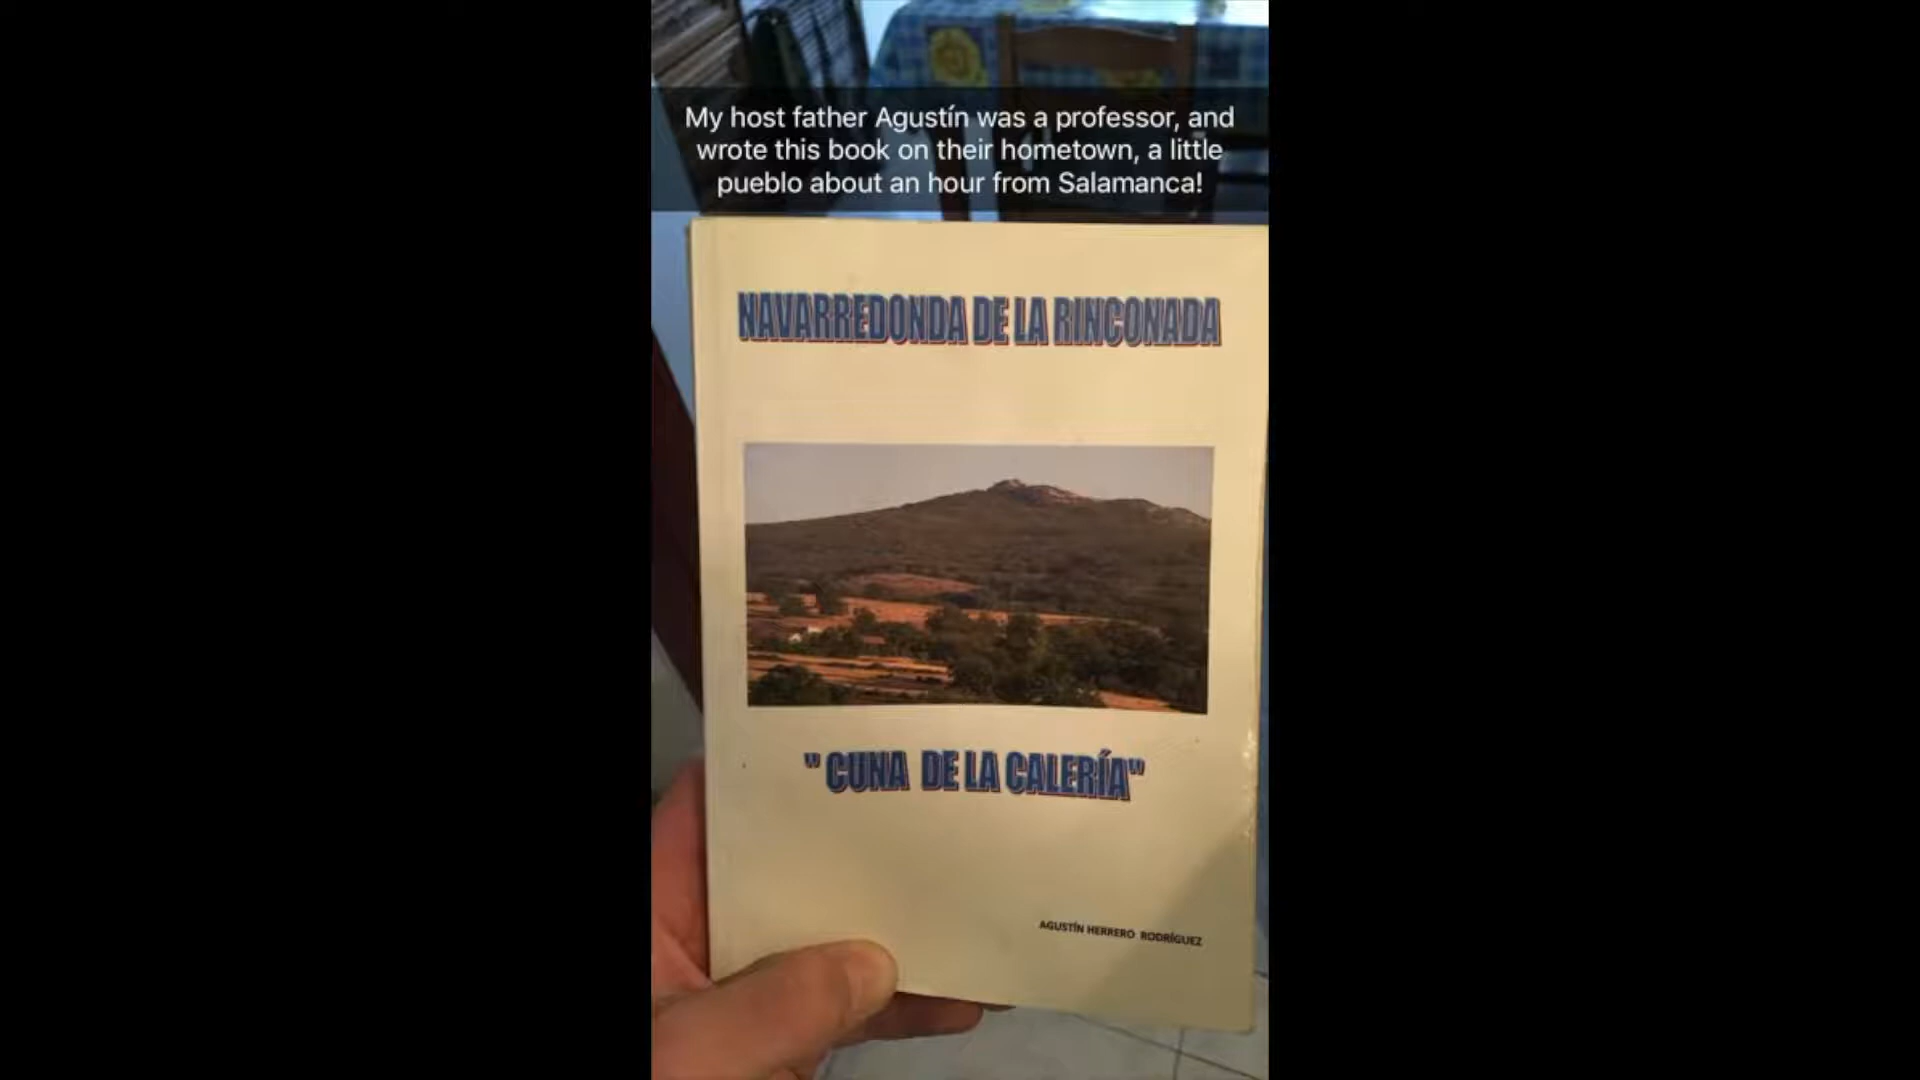 My host father Agustín was a professor, and
wrote this book on their hometown, a little
pueblo about an hour from Salamanca!
NAVARREDONDA DE LA RINCONADA
" CUNA DE LA CALERÍA"
AGUSTÍN HERRERO RODRÍGUEZ